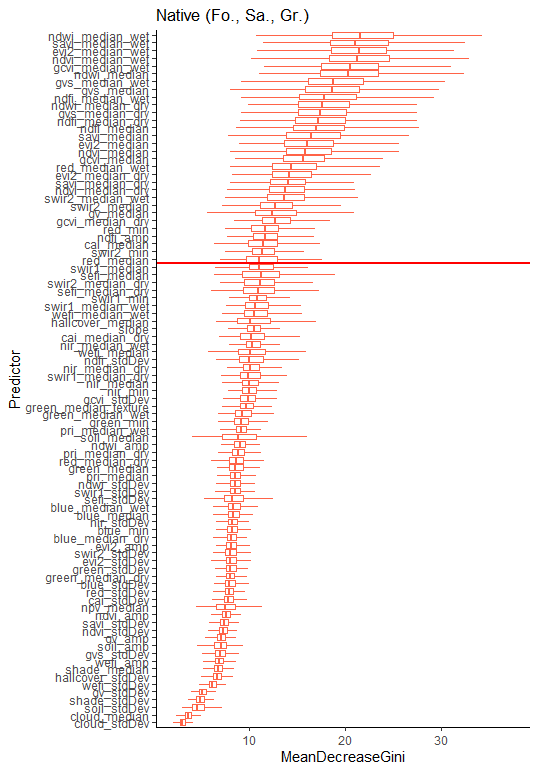 Native (Fo., Sa., Gr.)
ndwi_median_wet
savi_median_wet
evi2_median_wet
ndvi_median_wet
gcvi_median_wet
ndwi_median
gvs_median_wet
gvs_median
ndfi_median_wet
ndwi_median_dry
gvs_median_dry
ndfi_median_dry
ndfi_median
savi_median
evi2_median
ndvi_median
gcvi_median
red_median_wet
evi2_median_dry
savi_median_dry
ndvi_median_dry
swir2_median_wet
swir2_median
gv_median
gcvi_median_dry
red_min
ndfi_amp
cai_median
swir2_min
red_median
swir1_median
sefi_median
swir2_median_dry
sefi_median_dry
swir1_min
swir1_median_wet
wefi_median_wet
hallcover_median
slope
cai_median_dry
nir_median_wet
wefi_median
ndfi_stdDev
nir_median_dry
swir1_median_dry
nir_median
nir_min
gcvi_stdDev
green_median_texture
green_median_wet
green_min
pri_median_wet
soil_median
ndwi_amp
pri_median_dry
red_median_dry
green_median
pri_median
ndwi_stdDev
swir1_stdDev
sefi_stdDev
blue_median_wet
blue_median
nir_stdDev
blue_min
blue_median_dry
evi2_amp
swir2_stdDev
evi2_stdDev
green_stdDev
green_median_dry
blue_stdDev
red_stdDev
cai_stdDev
npv_median
ndvi_amp
savi_stdDev
ndvi_stdDev
gv_amp
soil_amp
gvs_stdDev
wefi_amp
shade_median
hallcover_stdDev
wefi_stdDev
gv_stdDev
shade_stdDev
soil_stdDev
cloud_median
cloud_stdDev
Predictor
10 20 30
MeanDecreaseGini